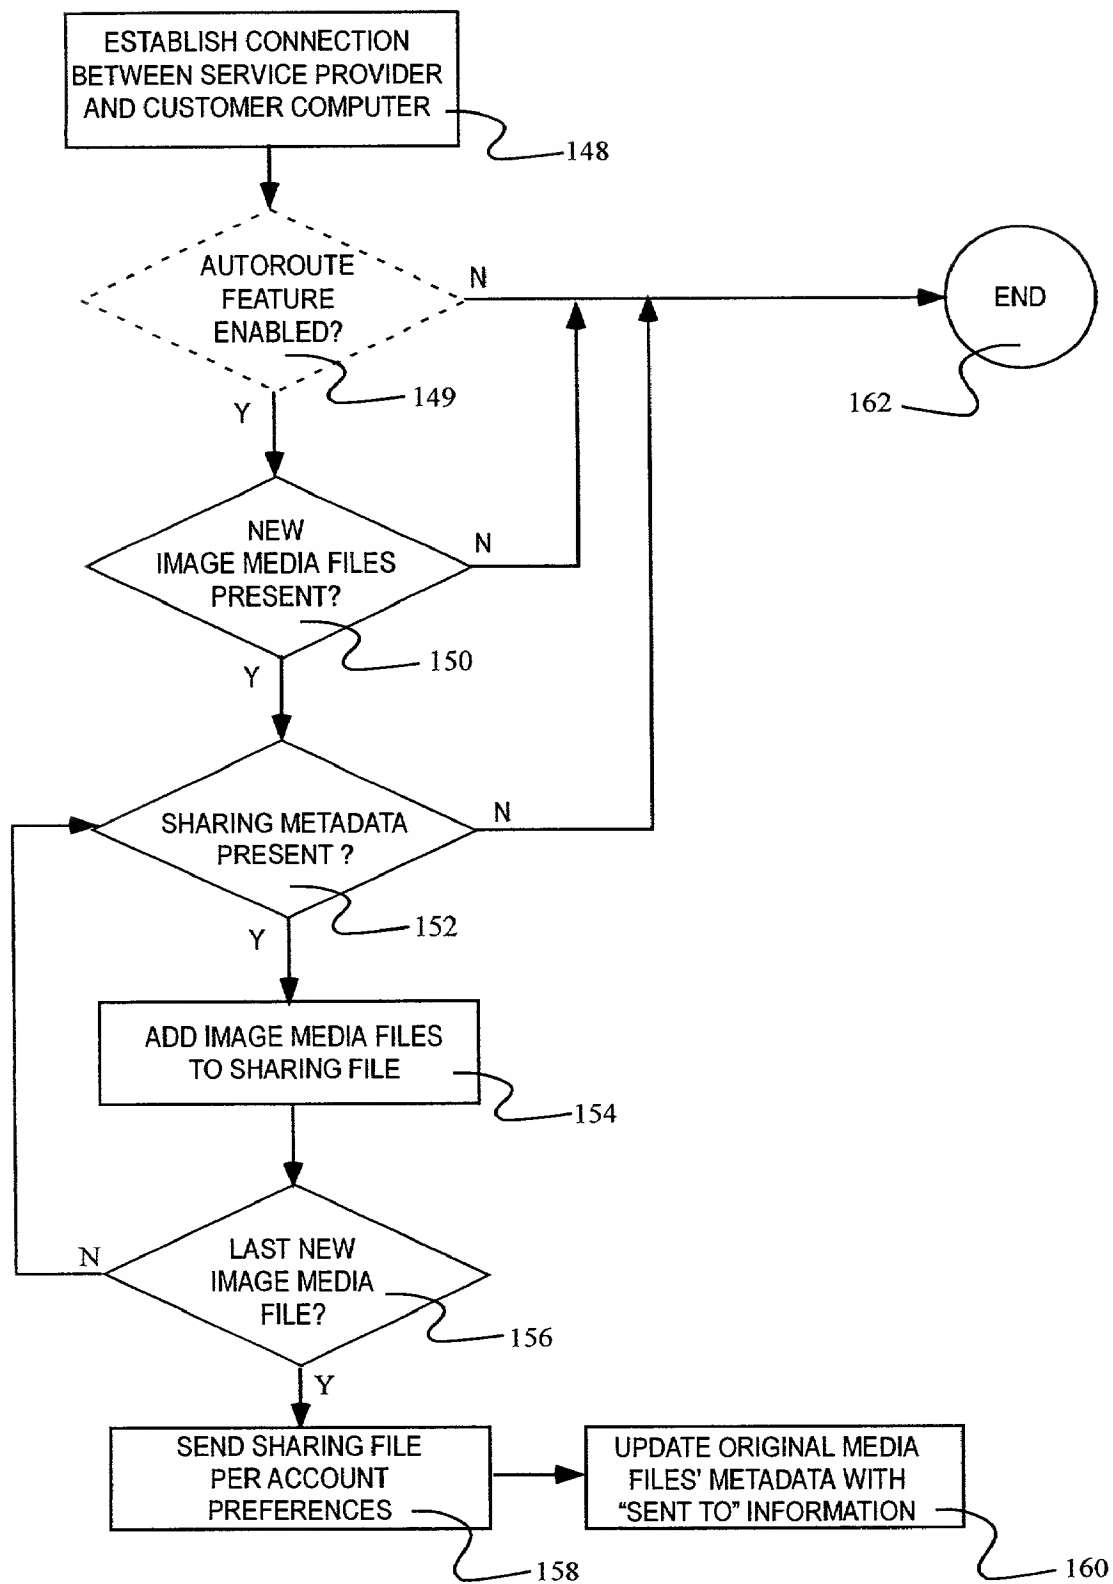 ESTABLISH CONNECTION
BETWEEN SERVICE PROVIDER
AND CUSTOMER COMPUTER
148
AUTOROUTE
FEATURE
ENABLED?
N
END
149
162
Y
NEW
IMAGE MEDIA FILES
PRESENT?
N
150
Y
SHARING METADATA
PRESENT ?
N
152
Y
ADD IMAGE MEDIA FILES
TO SHARING FILE
154
LAST NEW
IMAGE MEDIA
FILE?
N
156
Y
SEND SHARING FILE
PER ACCOUNT
PREFERENCES
158
UPDATE ORIGINAL MEDIA
FILES' METADATA WITH
“SENT TO” INFORMATION
160